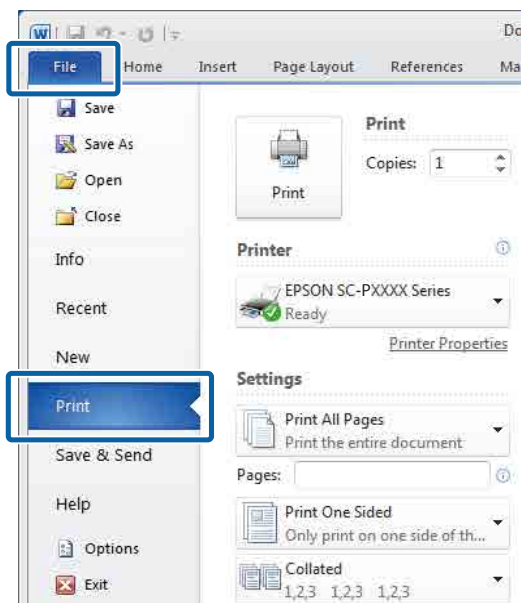 W
Do
File Home Insert Page Layout References Ma
Save
Save As
Open
Close
Info
Recent
New
Print
Save & Send
Help
Options
Exit
Print
Print
Copies: 1
Printer
EPSON SC-PXXXX Series
Ready
Printer Properties
Settings
Print All Pages
Print the entire document
Pages:
Print One Sided
Only print on one side of th...
Collated
1,2,3 1,2,3 1,2,3